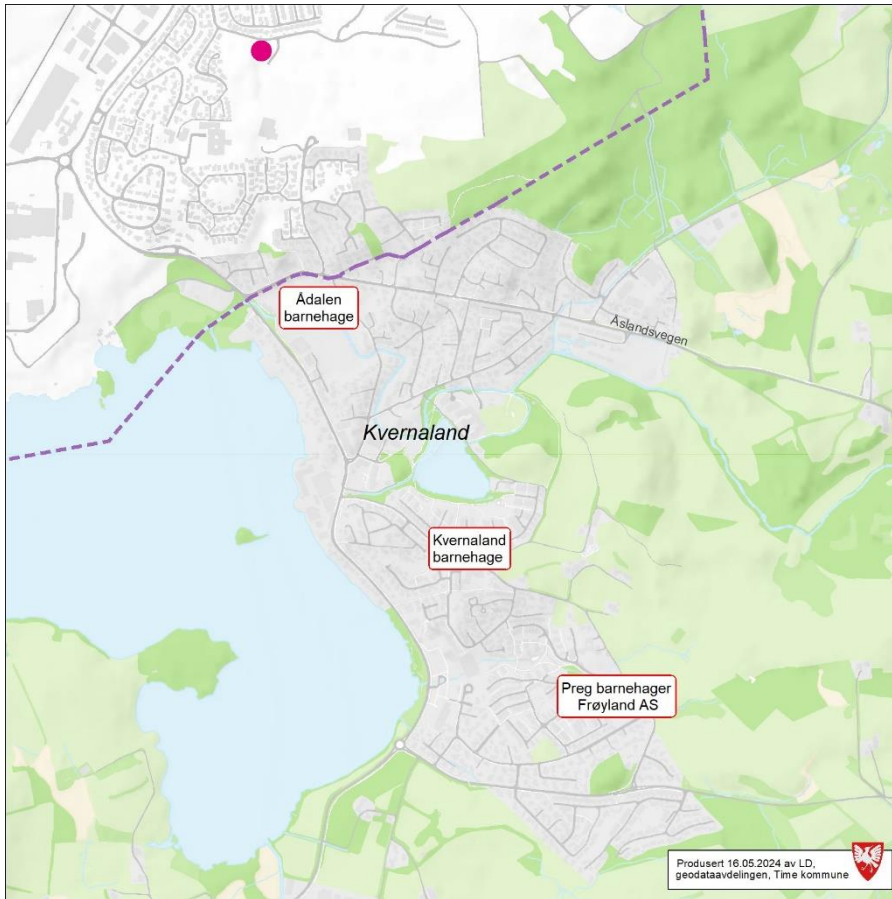 Ådalen
barnehage
Åslandsvegen
Kvernaland
Kvernaland
barnehage
Preg barnehager
Frøyland AS
Produsert 16.05.2024 av LD,
geodataavdelingen, Time kommune